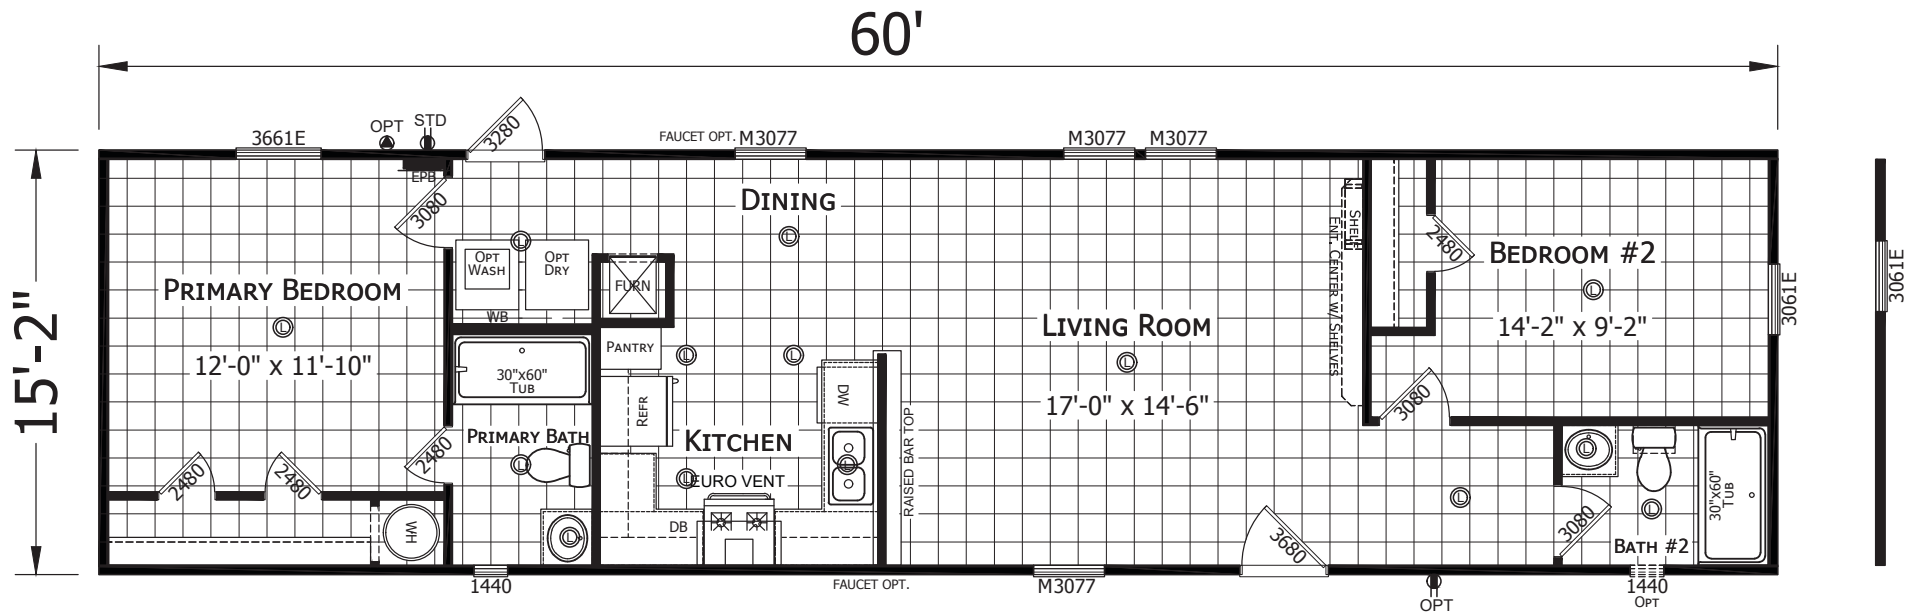 60'
15'-2"
3661E
OPT
STD
3280
FAUCET OPT.
M3077
M3077
M3077
EPB
3080
DINING
OPT
WASH
OPT
DRY
FURN
WB
PRIMARY BEDROOM
12'-0" x 11'-10"
30"x60"
TUB
PANTRY
REFR
DW
KITCHEN
EURO VENT
DB
RAISED BAR TOP
PRIMARY BATH
2480
2480
2480
WH
LIVING ROOM
17'-0" x 14'-6"
SHELF
ENT. CENTER W/ SHELVES
2480
BEDROOM #2
14'-2" x 9'-2"
3061E
3061E
3080
3080
30"x60"
TUB
BATH #2
3680
1440
FAUCET OPT.
M3077
OPT
1440
OPT
L
L
L
L
L
L
L
L
L
L
L
L
L
L